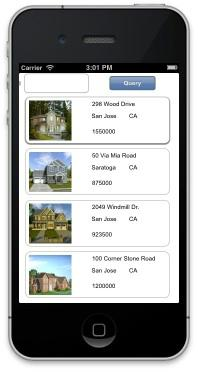 Carrier 3:01 PM
Query
298 Wood Drive
San Jose CA
1550000
50 Via Mia Road
Saratoga CA
875000
2049 Windmill Dr.
San Jose CA
923500
100 Corner Stone Road
San Jose CA
1200000